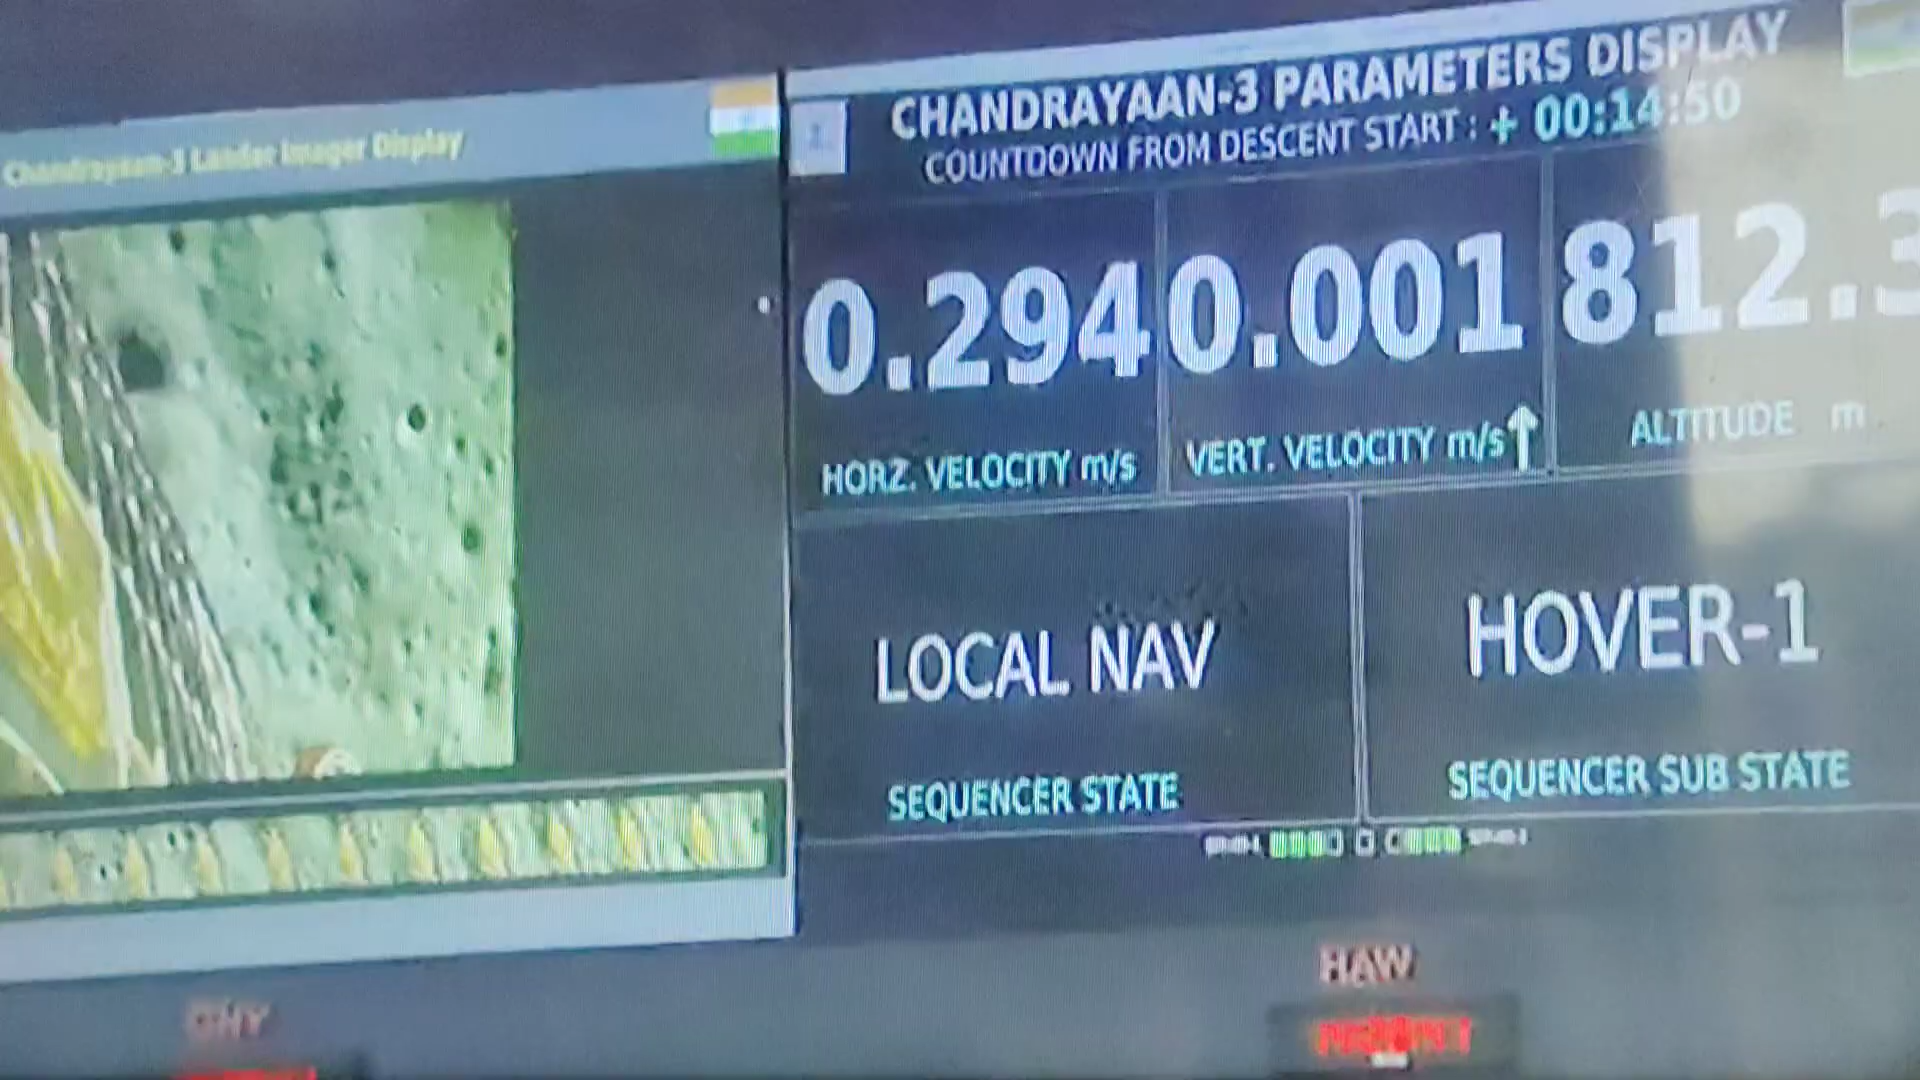 Chandrayaan-3 Lander Imager Display
CHANDRAYAAN-3 PARAMETERS DISPLAY
COUNTDOWN FROM DESCENT START : + 00:14:50
0.294
HORZ. VELOCITY m/s
0.001
VERT. VELOCITY m/s↑
812.3
ALTITUDE m
LOCAL NAV
SEQUENCER STATE
HOVER-1
SEQUENCER SUB STATE
HAW